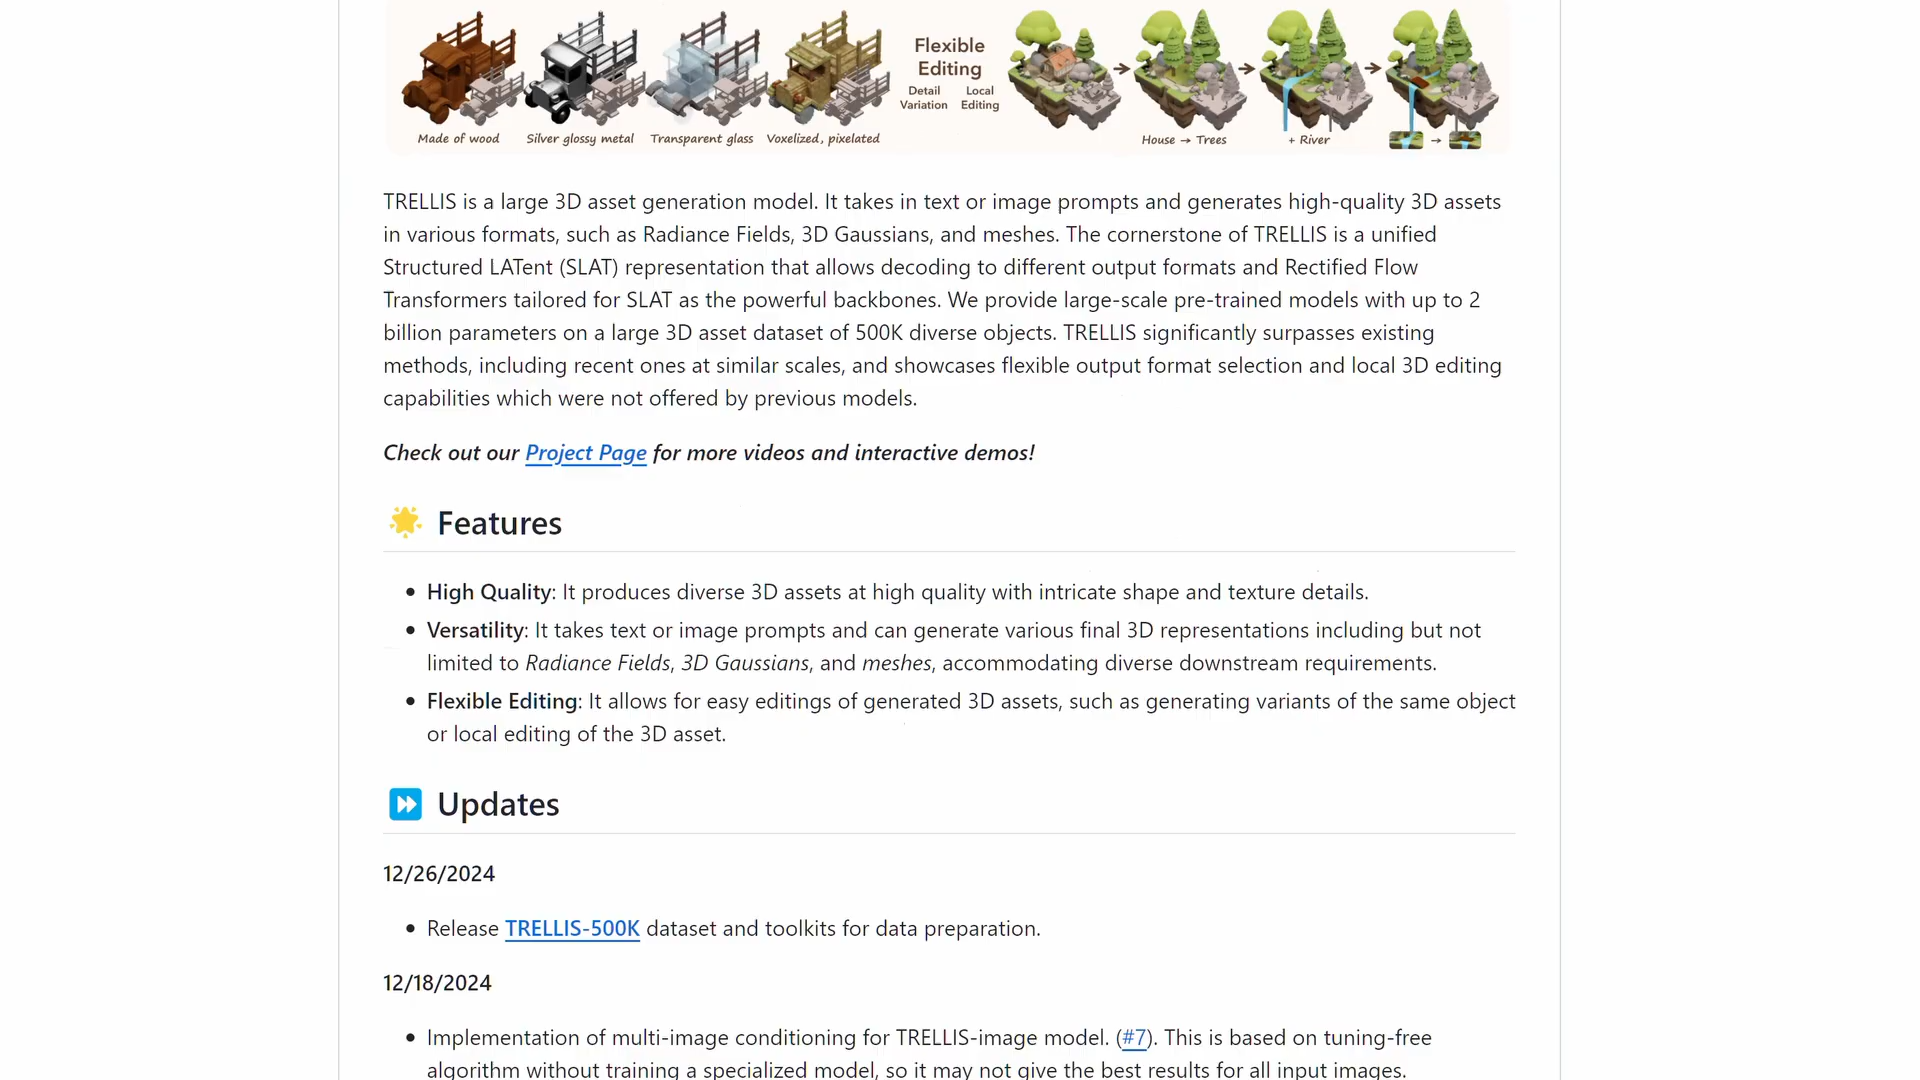 Flexible
Editing
Detail Local
Variation Editing
Made of wood Silver glossy metal Transparent glass Voxelized, pixelated House → Trees + River →
TRELLIS is a large 3D asset generation model. It takes in text or image prompts and generates high-quality 3D assets
in various formats, such as Radiance Fields, 3D Gaussians, and meshes. The cornerstone of TRELLIS is a unified
Structured LATent (SLAT) representation that allows decoding to different output formats and Rectified Flow
Transformers tailored for SLAT as the powerful backbones. We provide large-scale pre-trained models with up to 2
billion parameters on a large 3D asset dataset of 500K diverse objects. TRELLIS significantly surpasses existing
methods, including recent ones at similar scales, and showcases flexible output format selection and local 3D editing
capabilities which were not offered by previous models.
Check out our Project Page for more videos and interactive demos!
Features
• High Quality: It produces diverse 3D assets at high quality with intricate shape and texture details.
• Versatility: It takes text or image prompts and can generate various final 3D representations including but not
limited to Radiance Fields, 3D Gaussians, and meshes, accommodating diverse downstream requirements.
• Flexible Editing: It allows for easy editings of generated 3D assets, such as generating variants of the same object
or local editing of the 3D asset.
Updates
12/26/2024
• Release TRELLIS-500K dataset and toolkits for data preparation.
12/18/2024
• Implementation of multi-image conditioning for TRELLIS-image model. (#7). This is based on tuning-free
algorithm without training a specialized model, so it may not give the best results for all input images.